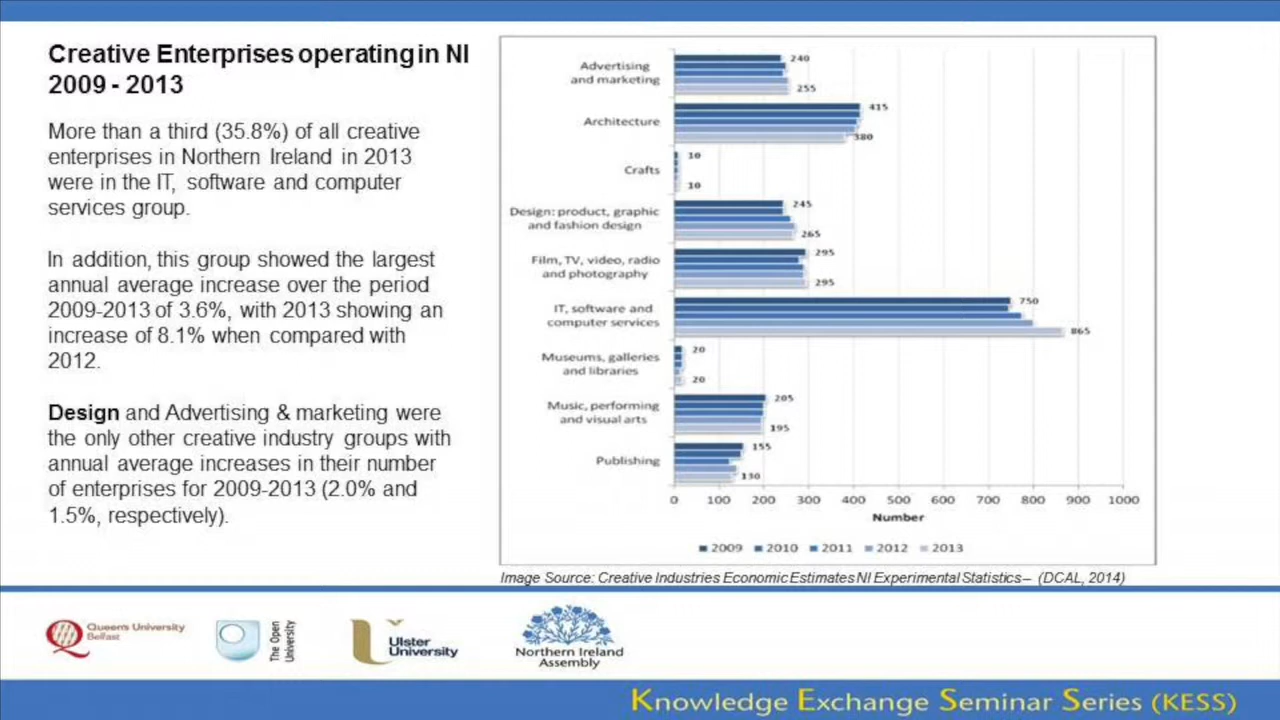 Creative Enterprises operating in NI
2009 - 2013
More than a third (35.8%) of all creative
enterprises in Northern Ireland in 2013
were in the IT, software and computer
services group.
In addition, this group showed the largest
annual average increase over the period
2009-2013 of 3.6%, with 2013 showing an
increase of 8.1% when compared with
2012.
Design and Advertising & marketing were
the only other creative industry groups with
annual average increases in their number
of enterprises for 2009-2013 (2.0% and
1.5%, respectively).
Advertising
and marketing
240
255
Architecture
415
380
Crafts
10
10
Design: product, graphic
and fashion design
245
265
Film, TV, video, radio
and photography
295
295
IT, software and
computer services
750
865
Museums, galleries
and libraries
20
20
Music, performing
and visual arts
205
195
Publishing
155
130
0 100 200 300 400 500 600 700 800 900 1000
Number
2009 2010 2011 2012 2013
Image Source: Creative Industries Economic Estimates NI Experimental Statistics – (DCAL, 2014)
Queen's University
Belfast
The Open
University
Ulster
University
Northern Ireland
Assembly
Knowledge Exchange Seminar Series (KESS)